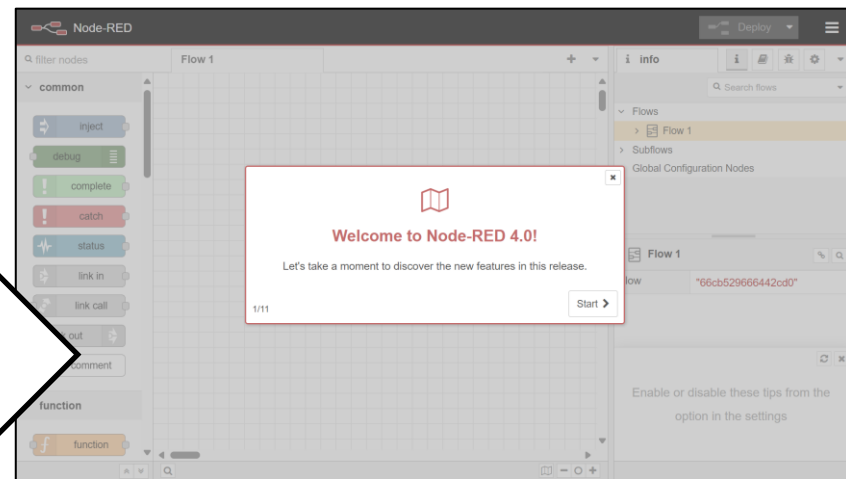 Node-RED
Deploy
filter nodes
Flow 1
i info
i
Search flows
common
inject
debug
complete
catch
status
link in
link call
out
comment
function
function
Flows
Flow 1
Subflows
Global Configuration Nodes
Welcome to Node-RED 4.0!
Let's take a moment to discover the new features in this release.
1/11
Start
Flow 1
"66cb529666442cd0"
Enable or disable these tips from the
option in the settings